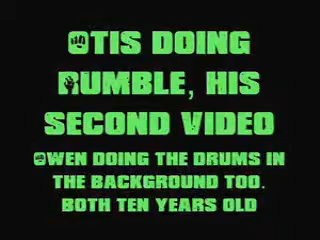 OTIS DOING
RUMBLE, HIS
SECOND VIDEO
OWEN DOING THE DRUMS IN
THE BACKGROUND TOO.
BOTH TEN YEARS OLD